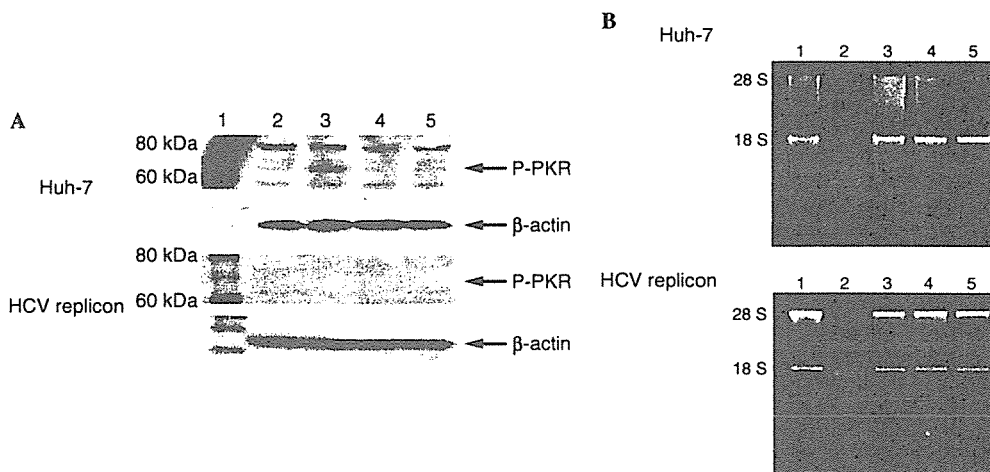 A
1 2 3 4 5
80 kDa
60 kDa
Huh-7
P-PKR
β-actin
80 kDa
60 kDa
HCV replicon
P-PKR
β-actin
B
Huh-7
1 2 3 4 5
28 S
18 S
HCV replicon
1 2 3 4 5
28 S
18 S